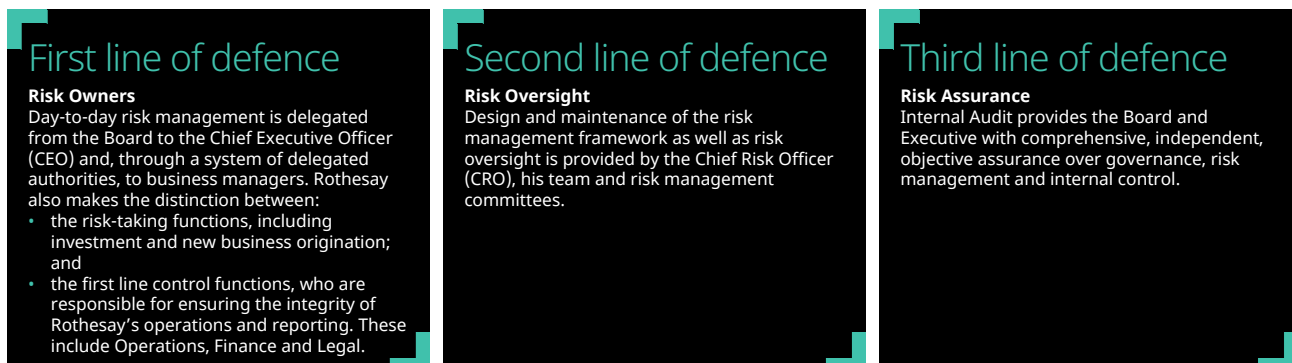 First line of defence
Risk Owners
Day-to-day risk management is delegated
from the Board to the Chief Executive Officer
(CEO) and, through a system of delegated
authorities, to business managers. Rothesay
also makes the distinction between:
• the risk-taking functions, including
investment and new business origination;
and
• the first line control functions, who are
responsible for ensuring the integrity of
Rothesay’s operations and reporting. These
include Operations, Finance and Legal.
Second line of defence
Risk Oversight
Design and maintenance of the risk
management framework as well as risk
oversight is provided by the Chief Risk Officer
(CRO), his team and risk management
committees.
Third line of defence
Risk Assurance
Internal Audit provides the Board and
Executive with comprehensive, independent,
objective assurance over governance, risk
management and internal control.